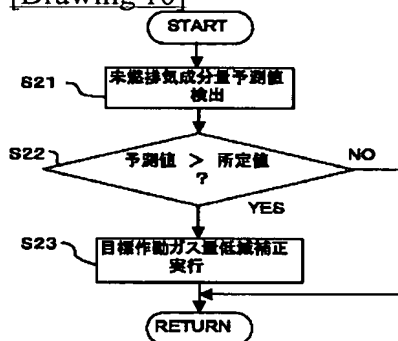 [Drawing 10]
START
S21
未燃排気成分量予測値
検出
S22
予測値 > 所定値
?
NO
YES
S23
目標作動ガス量低減補正
実行
RETURN